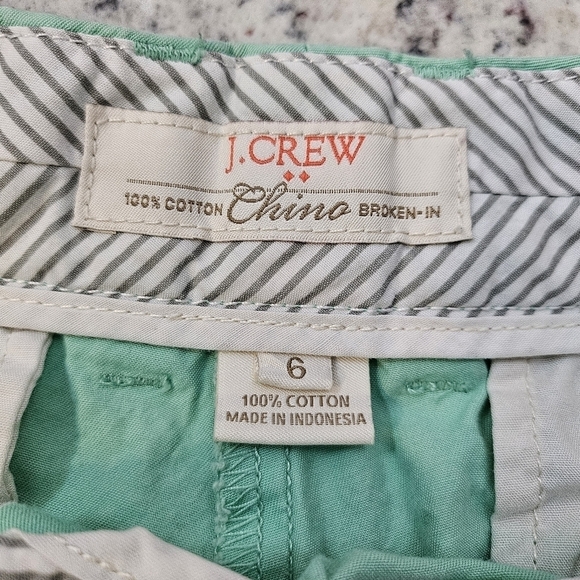 J.CREW
100% COTTON Chino BROKEN-IN
6
100% COTTON
MADE IN INDONESIA